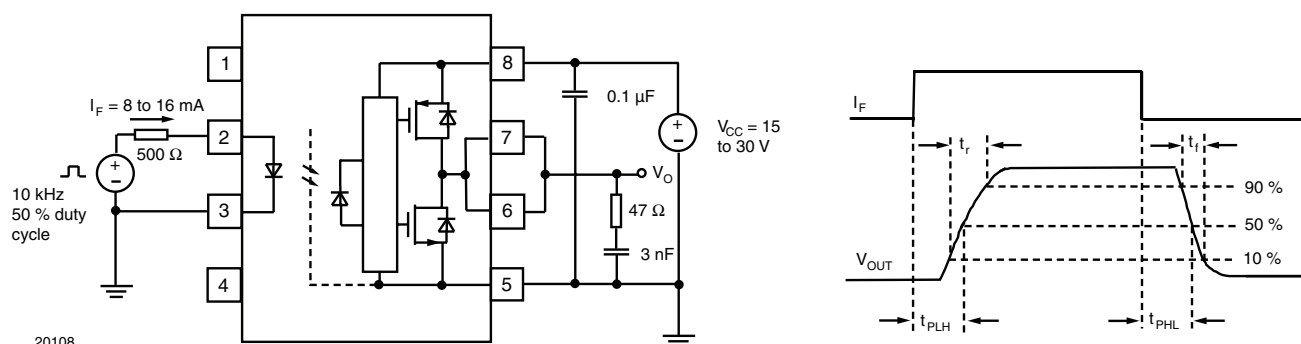 1
2
3
4
8
7
6
5
I_F = 8 to 16 mA
500 Ω
+
–
10 kHz
50 % duty
cycle
0.1 µF
+
–
V_CC = 15
to 30 V
V_O
47 Ω
3 nF
20108
I_F
t_r
t_f
90 %
50 %
10 %
V_OUT
t_PLH
t_PHL